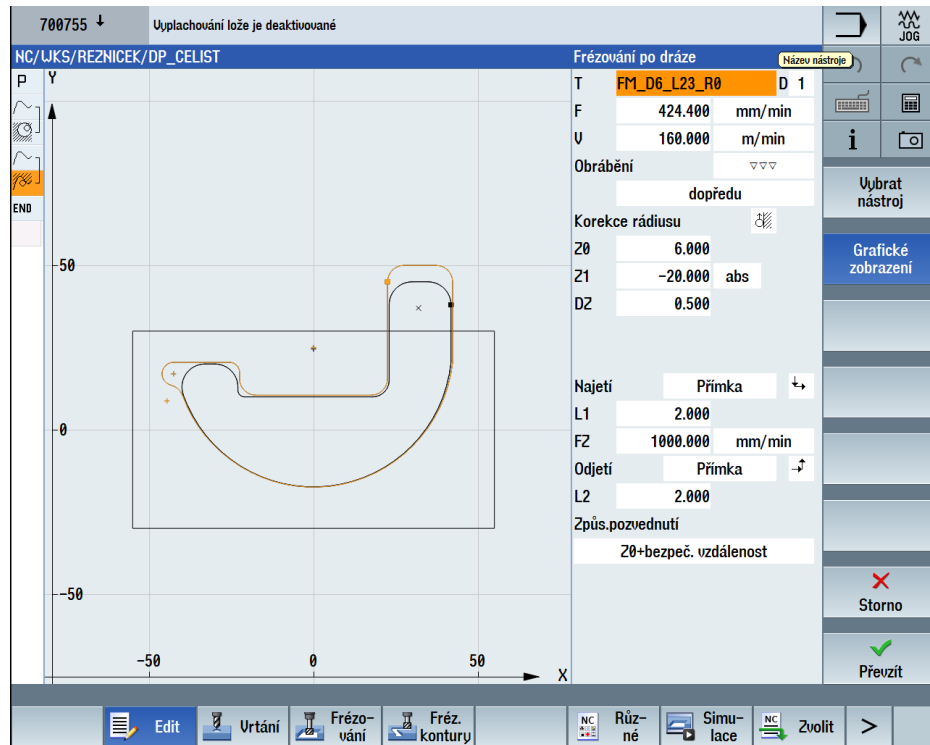 700755
Vyplachování lože je deaktivované
JOG
NC/WKS/REZNICEK/DP_CELIST
Frézování po dráze
Název nástroje
P
Y
T FM_D6_L23_R0 D 1
F 424.400 mm/min
V 160.000 m/min
Obrábění ▽▽▽
dopředu
Korekce rádiusu
Z0 6.000
Z1 -20.000 abs
DZ 0.500
Najetí Přímka
L1 2.000
FZ 1000.000 mm/min
Odjetí Přímka
L2 2.000
Způs.pozvednutí
Z0+bezpeč. vzdálenost
END
50
0
-50
-50 0 50 X
i
Vybrat
nástroj
Grafické
zobrazení
Storno
Převzít
Edit
Vrtání
Frézo-
vání
Fréz.
kontury
NC
Růz-
né
Simu-
lace
NC
Zvolit
>